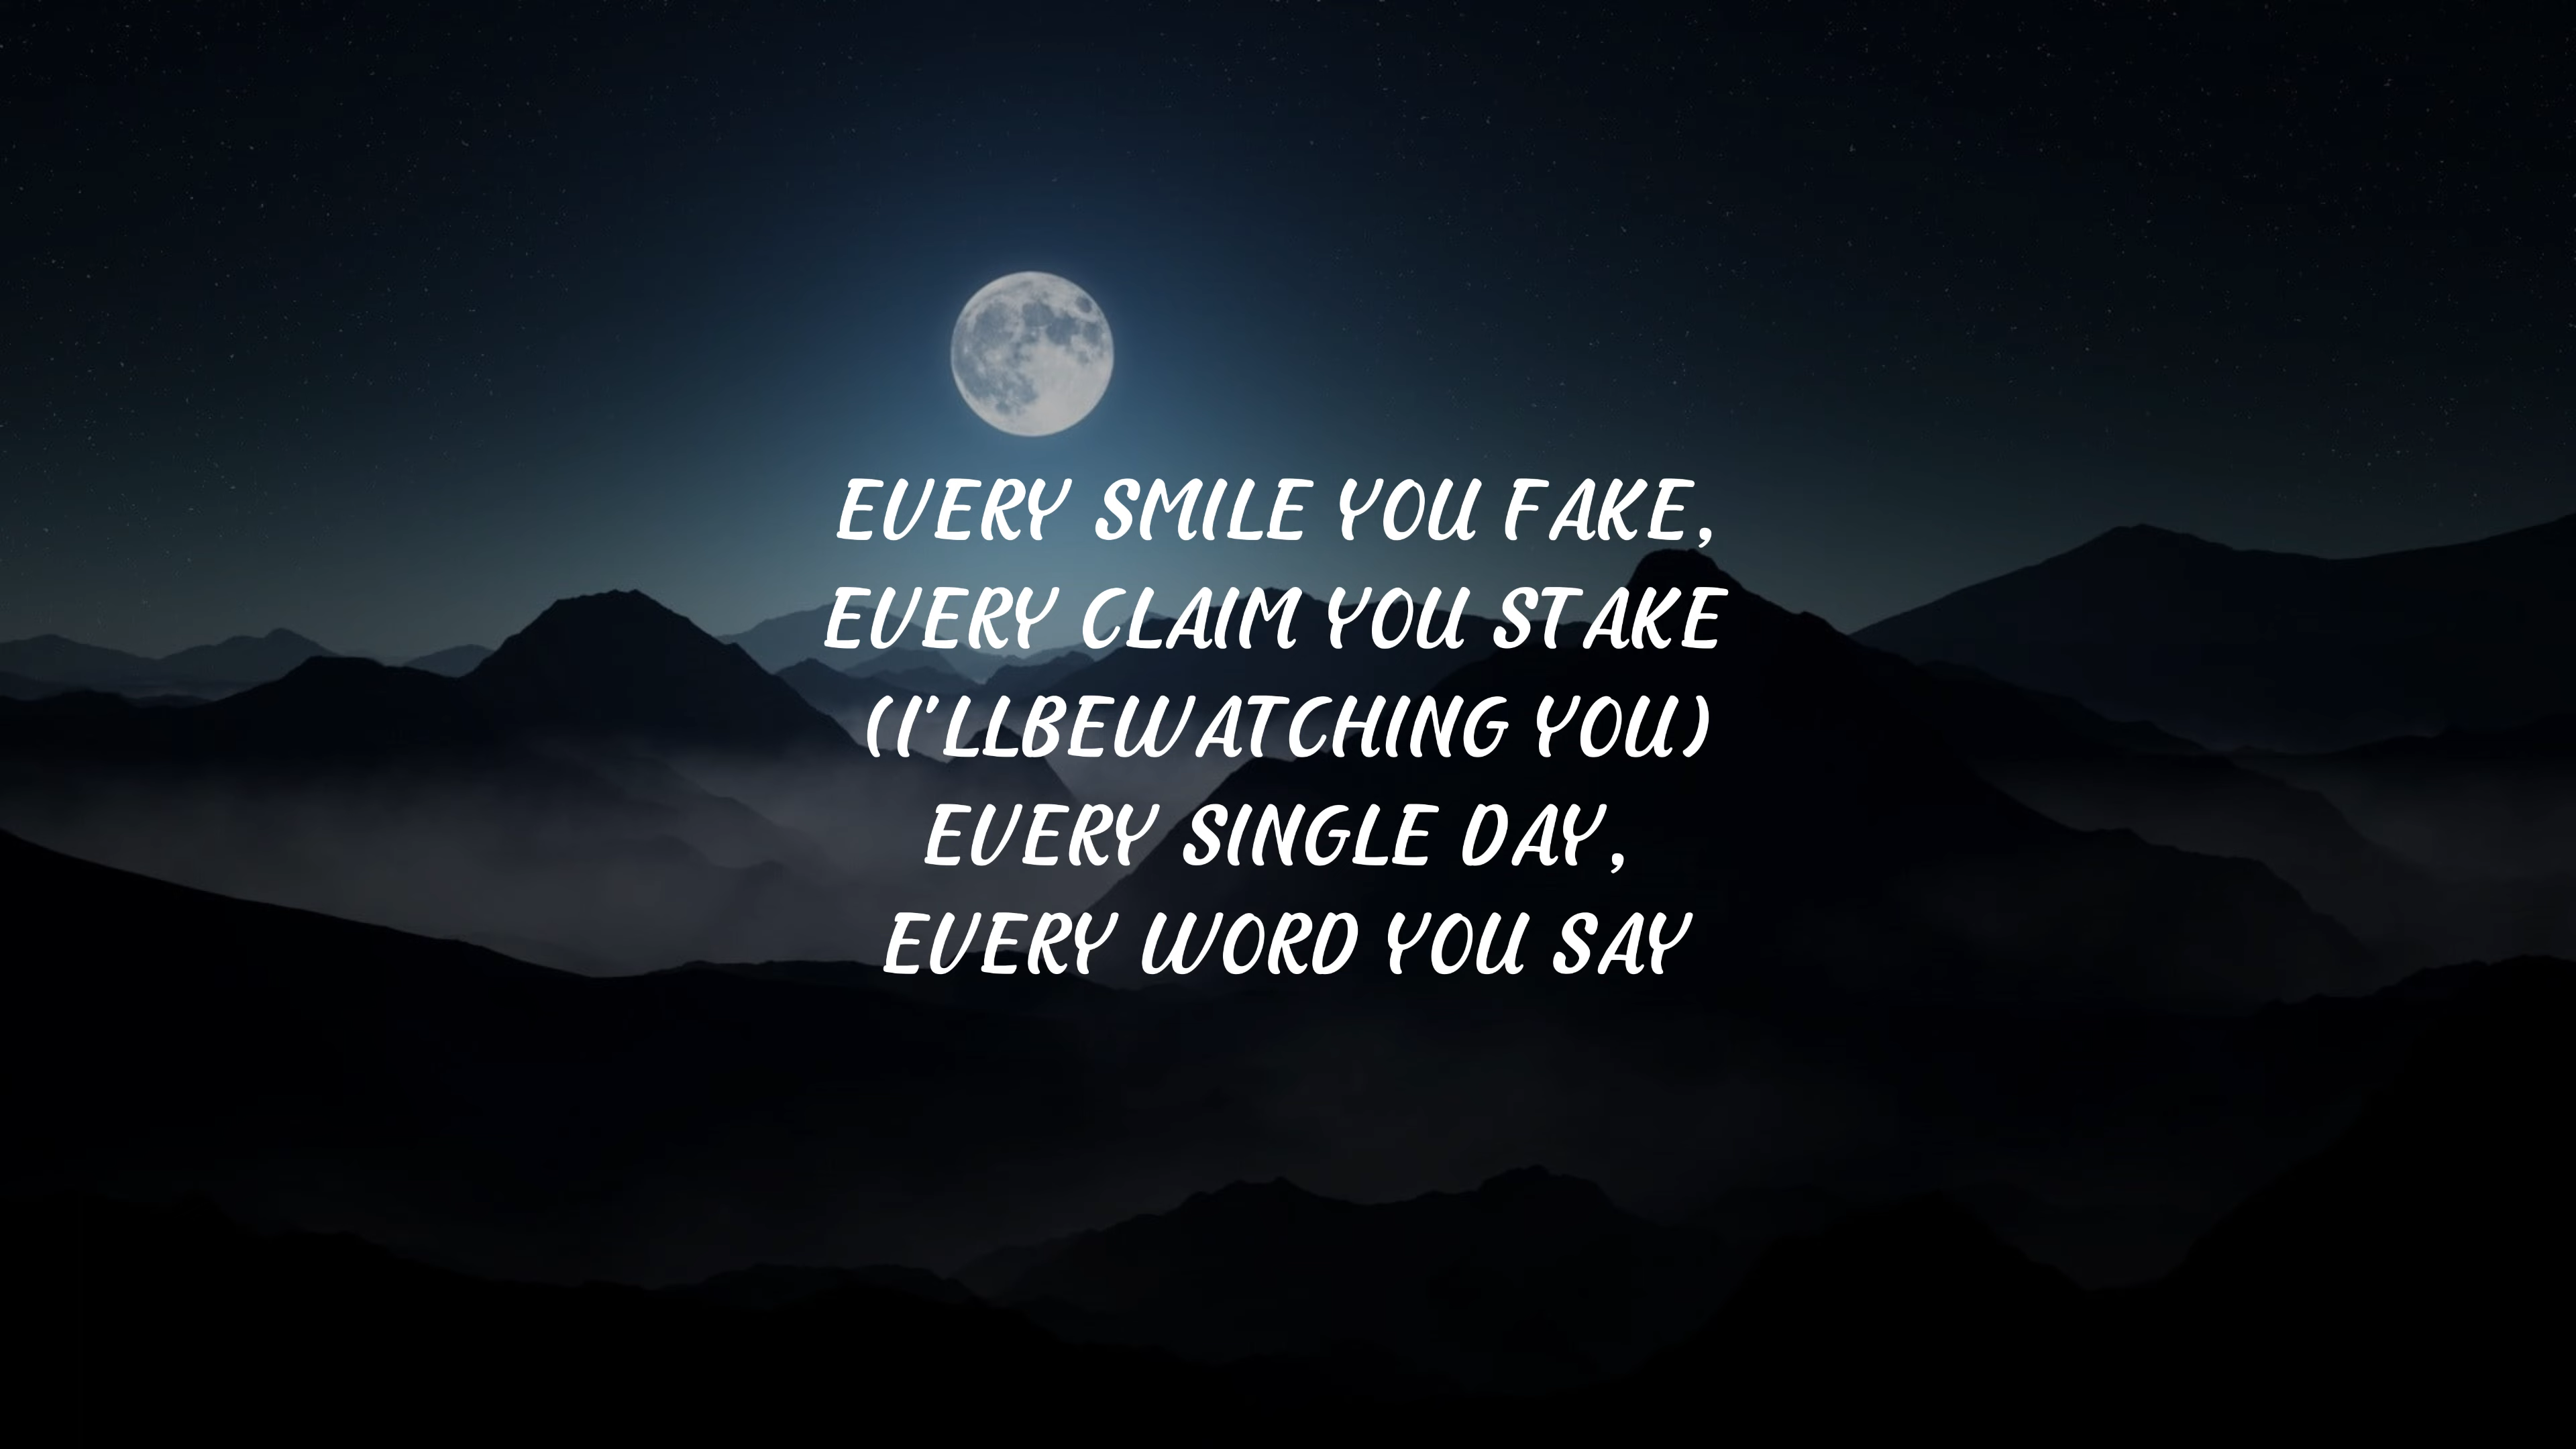 EVERY SMILE YOU FAKE,
EVERY CLAIM YOU STAKE
(I'LLBEWATCHING YOU)
EVERY SINGLE DAY,
EVERY WORD YOU SAY